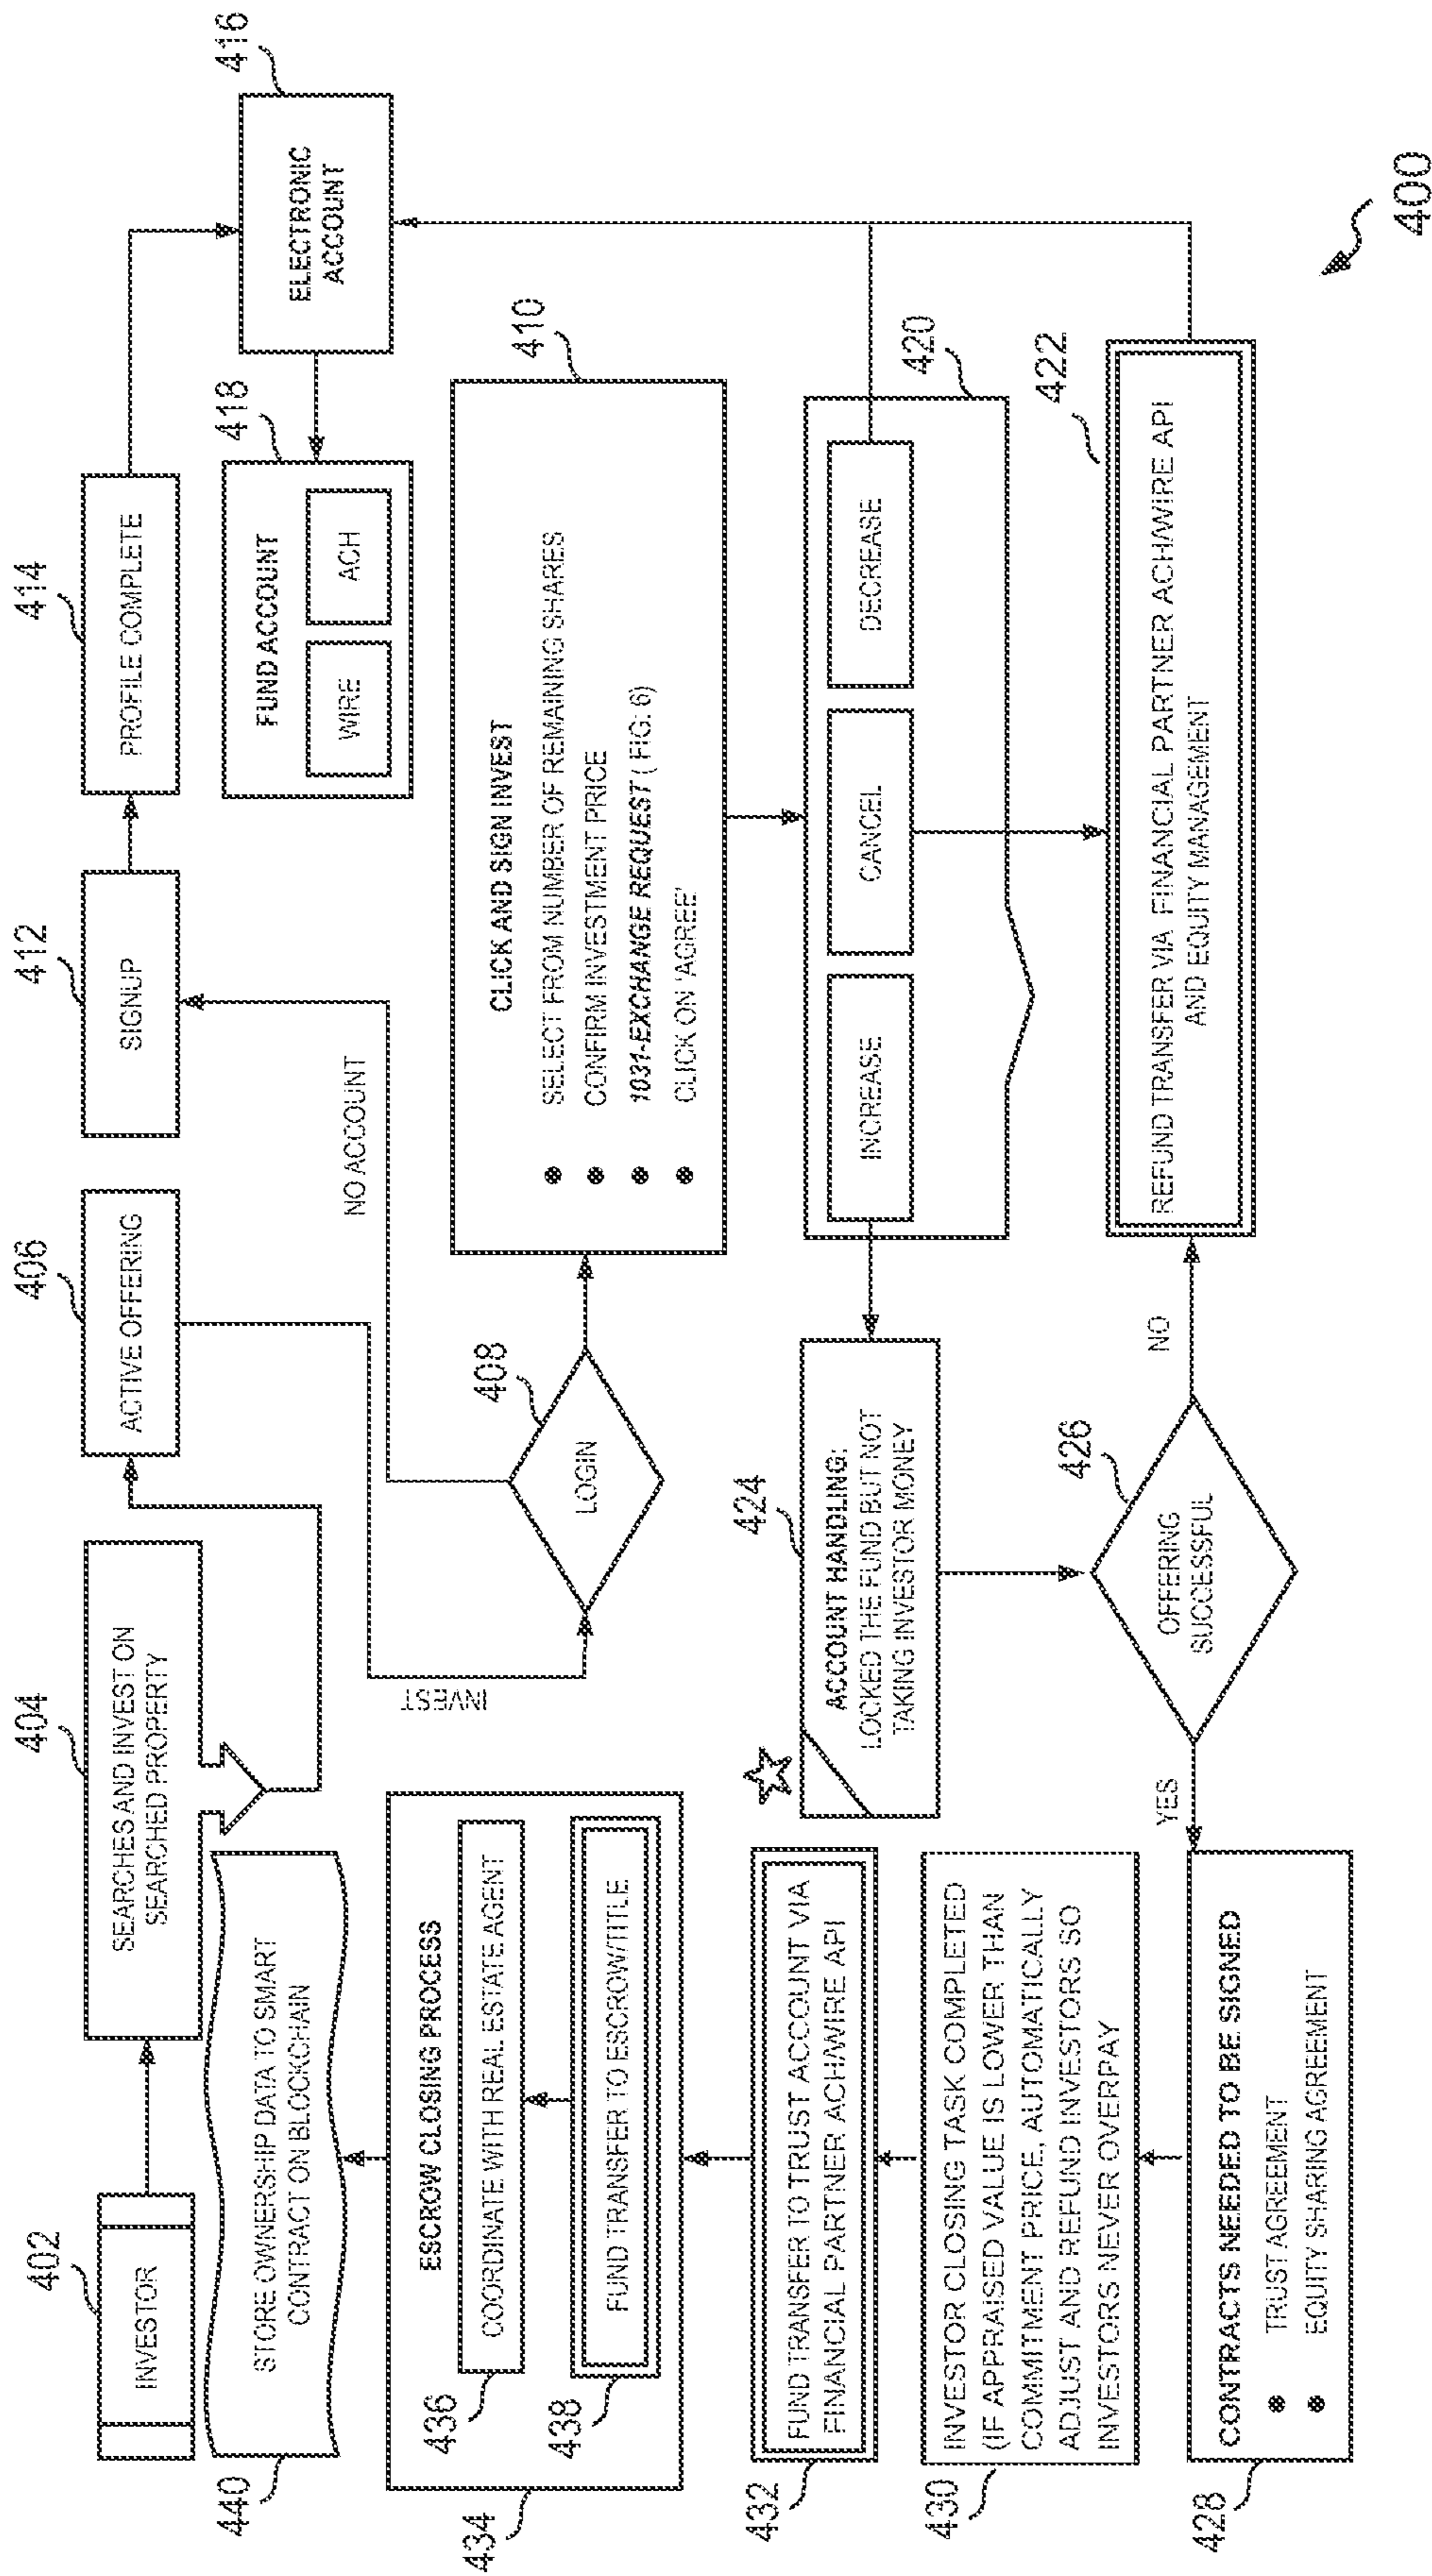 402
INVESTOR
404
SEARCHES AND INVEST ON
SEARCHED PROPERTY
406
ACTIVE OFFERING
412
SIGNUP
414
PROFILE COMPLETE
416
ELECTRONIC
ACCOUNT
418
FUND ACCOUNT
WIRE
ACH
NO ACCOUNT
INVEST
408
LOGIN
410
CLICK AND SIGN INVEST
● SELECT FROM NUMBER OF REMAINING SHARES
● CONFIRM INVESTMENT PRICE
● 1031-EXCHANGE REQUEST ( FIG. 6)
● CLICK ON 'AGREE'
420
INCREASE
CANCEL
DECREASE
422
REFUND TRANSFER VIA FINANCIAL PARTNER ACH/WIRE API
AND EQUITY MANAGEMENT
424
ACCOUNT HANDLING:
LOCKED THE FUND BUT NOT
TAKING INVESTOR MONEY
426
OFFERING
SUCCESSFUL
NO
YES
428
CONTRACTS NEEDED TO BE SIGNED
● TRUST AGREEMENT
● EQUITY SHARING AGREEMENT
430
INVESTOR CLOSING TASK COMPLETED
(IF APPRAISED VALUE IS LOWER THAN
COMMITMENT PRICE, AUTOMATICALLY
ADJUST AND REFUND INVESTORS SO
INVESTORS NEVER OVERPAY
432
FUND TRANSFER TO TRUST ACCOUNT VIA
FINANCIAL PARTNER ACH/WIRE API
434
ESCROW CLOSING PROCESS
436
COORDINATE WITH REAL ESTATE AGENT
438
FUND TRANSFER TO ESCROW/TITLE
440
STORE OWNERSHIP DATA TO SMART
CONTRACT ON BLOCKCHAIN
400